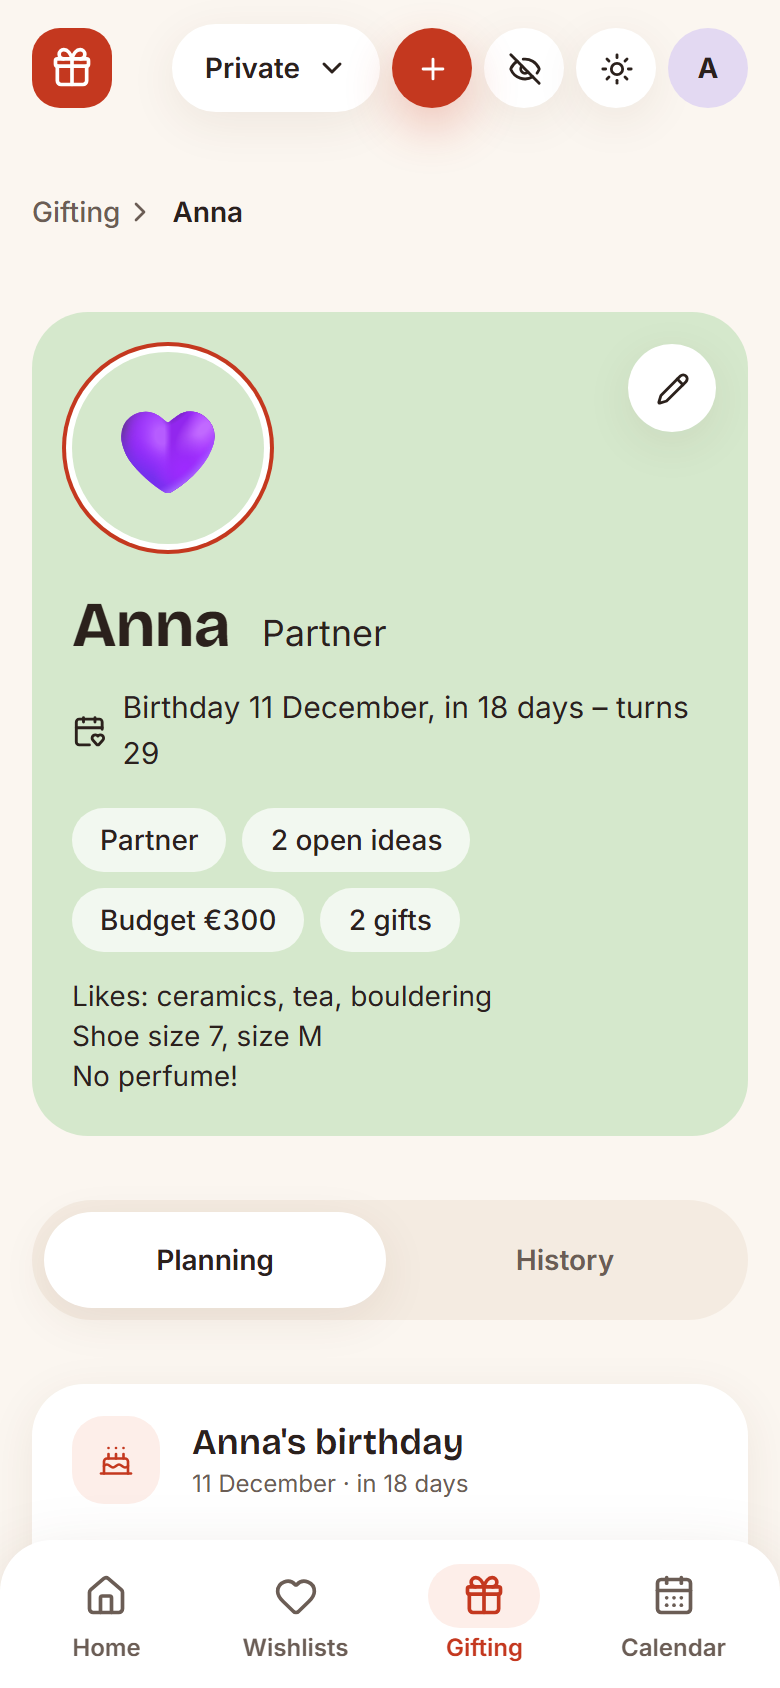 Private
A
Gifting > Anna
Anna Partner
Birthday 11 December, in 18 days – turns
29
Partner 2 open ideas
Budget €300 2 gifts
Likes: ceramics, tea, bouldering
Shoe size 7, size M
No perfume!
Planning History
Anna's birthday
11 December · in 18 days
Home Wishlists Gifting Calendar